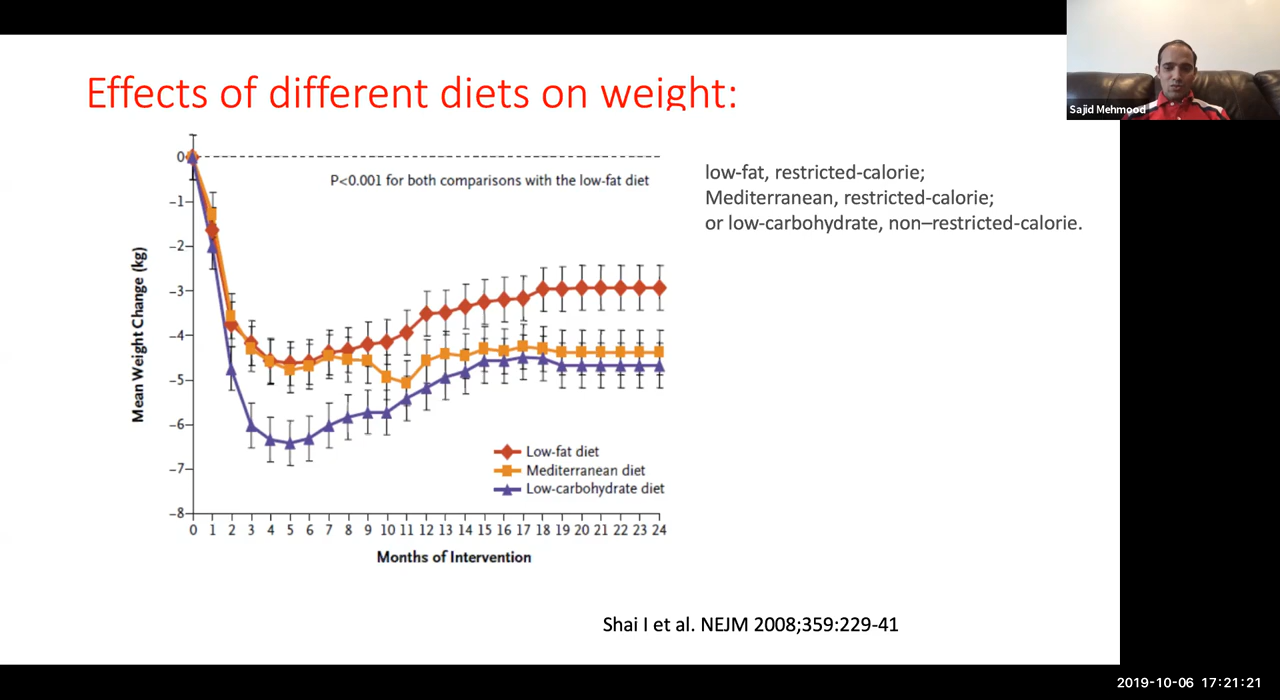 Effects of different diets on weight:
Sajid Mehmood
low-fat, restricted-calorie;
Mediterranean, restricted-calorie;
or low-carbohydrate, non–restricted-calorie.
P<0.001 for both comparisons with the low-fat diet
Mean Weight Change (kg)
0
−1
−2
−3
−4
−5
−6
−7
−8
Low-fat diet
Mediterranean diet
Low-carbohydrate diet
0 1 2 3 4 5 6 7 8 9 10 11 12 13 14 15 16 17 18 19 20 21 22 23 24
Months of Intervention
Shai I et al. NEJM 2008;359:229-41
2019-10-06 17:21:21